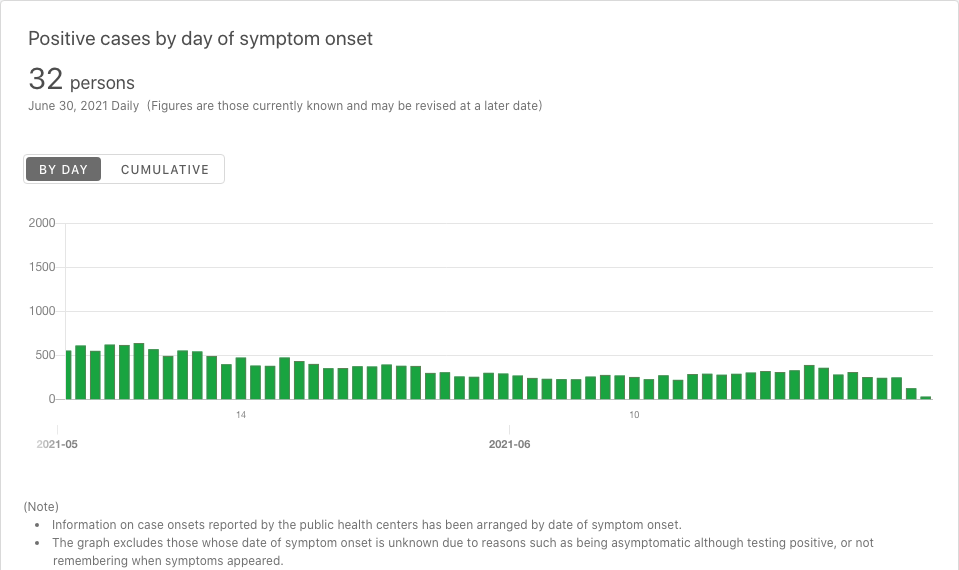 Positive cases by day of symptom onset
32 persons
June 30, 2021 Daily (Figures are those currently known and may be revised at a later date)
BY DAY CUMULATIVE
2000
1500
1000
500
0
14 10
2021-05 2021-06
(Note)
• Information on case onsets reported by the public health centers has been arranged by date of symptom onset.
• The graph excludes those whose date of symptom onset is unknown due to reasons such as being asymptomatic although testing positive, or not
remembering when symptoms appeared.